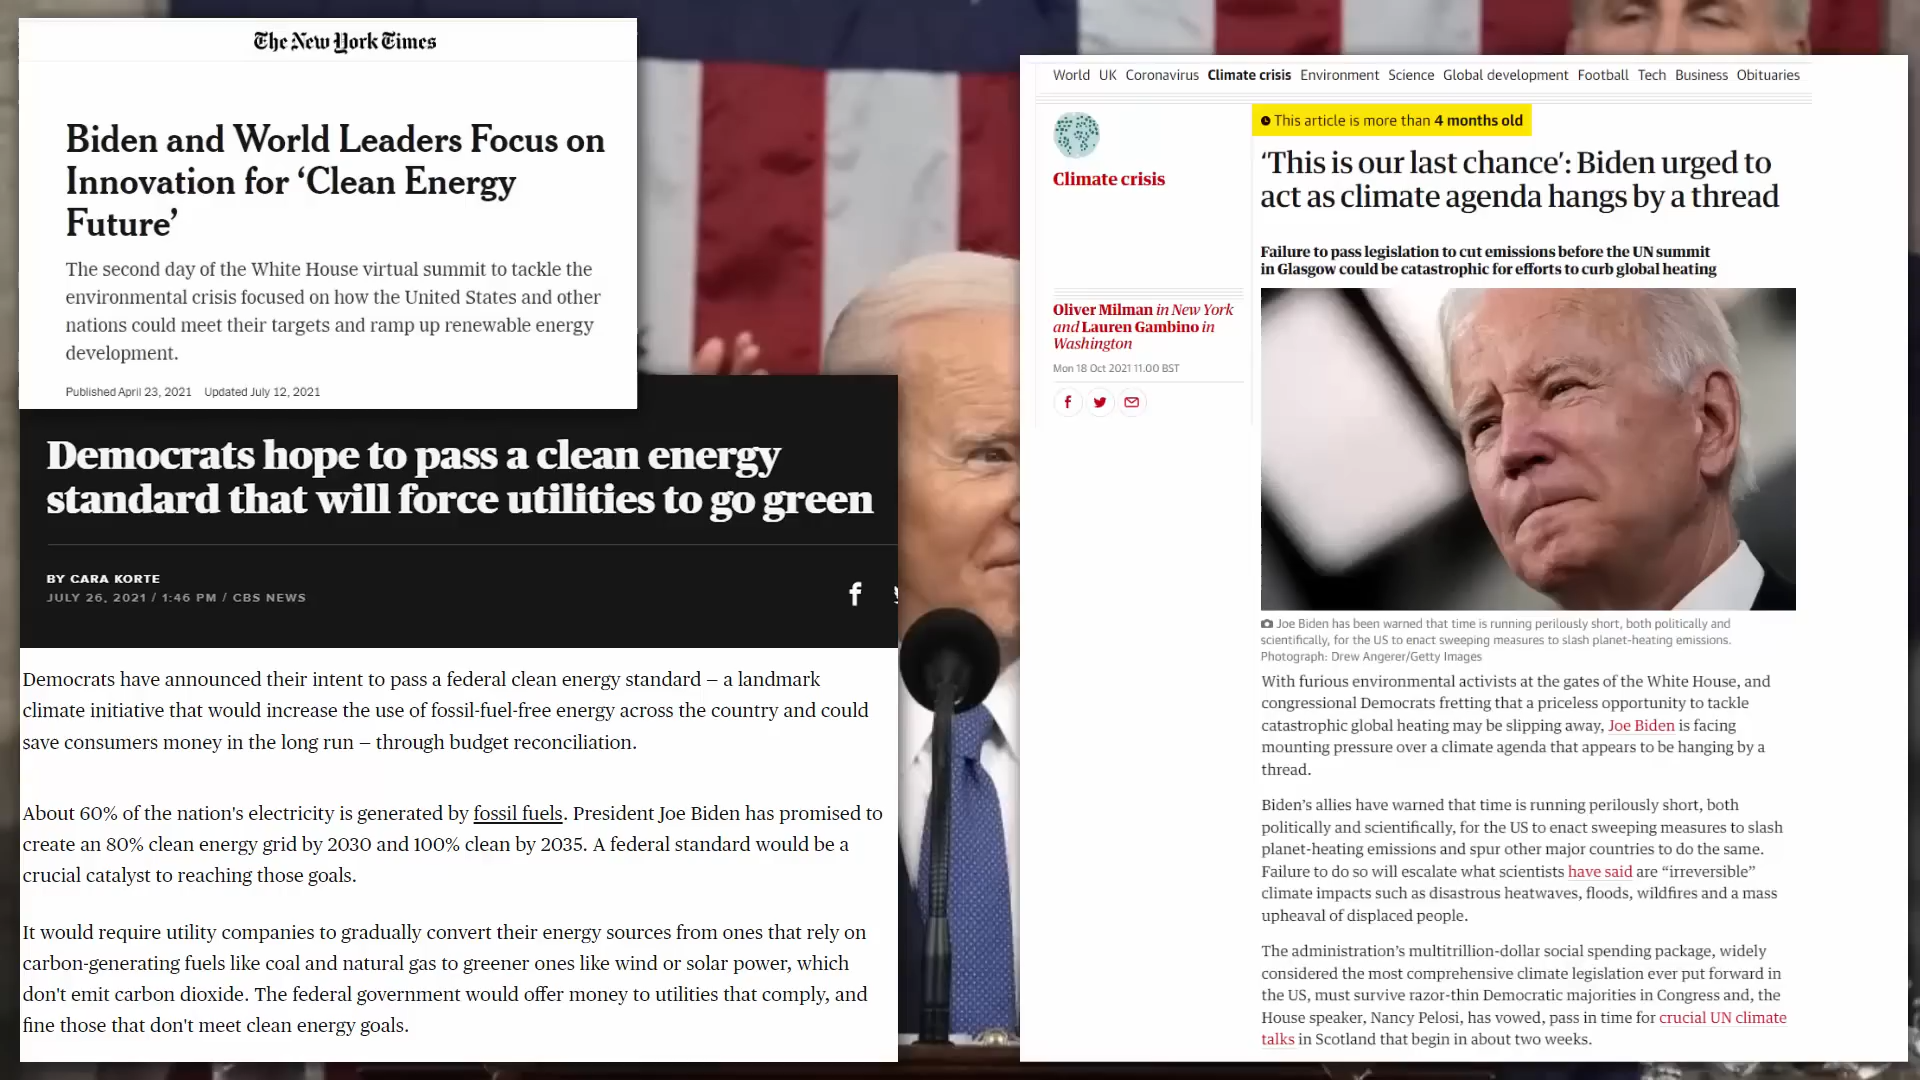 The New York Times
Biden and World Leaders Focus on
Innovation for ‘Clean Energy
Future’
The second day of the White House virtual summit to tackle the
environmental crisis focused on how the United States and other
nations could meet their targets and ramp up renewable energy
development.
Published April 23, 2021 Updated July 12, 2021
Democrats hope to pass a clean energy
standard that will force utilities to go green
BY CARA KORTE
JULY 26, 2021 / 1:46 PM / CBS NEWS
Democrats have announced their intent to pass a federal clean energy standard – a landmark
climate initiative that would increase the use of fossil-fuel-free energy across the country and could
save consumers money in the long run – through budget reconciliation.
About 60% of the nation's electricity is generated by fossil fuels. President Joe Biden has promised to
create an 80% clean energy grid by 2030 and 100% clean by 2035. A federal standard would be a
crucial catalyst to reaching those goals.
It would require utility companies to gradually convert their energy sources from ones that rely on
carbon-generating fuels like coal and natural gas to greener ones like wind or solar power, which
don't emit carbon dioxide. The federal government would offer money to utilities that comply, and
fine those that don't meet clean energy goals.
World UK Coronavirus Climate crisis Environment Science Global development Football Tech Business Obituaries
This article is more than 4 months old
Climate crisis
‘This is our last chance’: Biden urged to
act as climate agenda hangs by a thread
Failure to pass legislation to cut emissions before the UN summit
in Glasgow could be catastrophic for efforts to curb global heating
Oliver Milman in New York
and Lauren Gambino in
Washington
Mon 18 Oct 2021 11.00 BST
Joe Biden has been warned that time is running perilously short, both politically and
scientifically, for the US to enact sweeping measures to slash planet-heating emissions.
Photograph: Drew Angerer/Getty Images
With furious environmental activists at the gates of the White House, and
congressional Democrats fretting that a priceless opportunity to tackle
catastrophic global heating may be slipping away, Joe Biden is facing
mounting pressure over a climate agenda that appears to be hanging by a
thread.
Biden’s allies have warned that time is running perilously short, both
politically and scientifically, for the US to enact sweeping measures to slash
planet-heating emissions and spur other major countries to do the same.
Failure to do so will escalate what scientists have said are “irreversible”
climate impacts such as disastrous heatwaves, floods, wildfires and a mass
upheaval of displaced people.
The administration’s multitrillion-dollar social spending package, widely
considered the most comprehensive climate legislation ever put forward in
the US, must survive razor-thin Democratic majorities in Congress and, the
House speaker, Nancy Pelosi, has vowed, pass in time for crucial UN climate
talks in Scotland that begin in about two weeks.